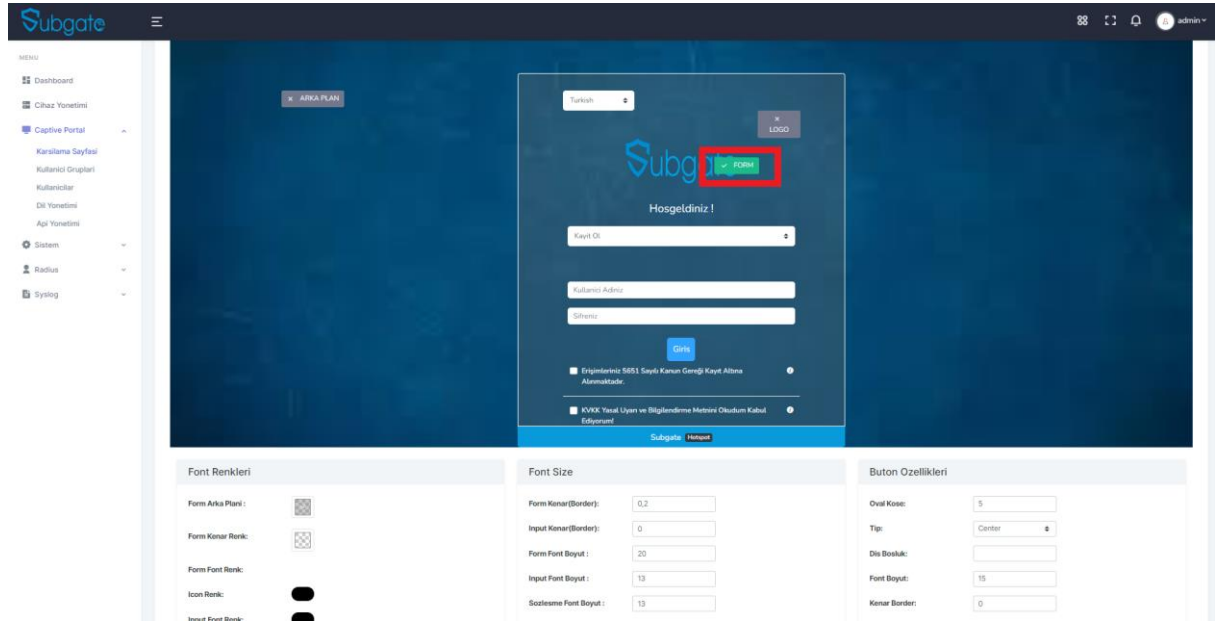 Subgate
admin
MENU
Dashboard
Cihaz Yonetimi
Captive Portal
Karsilama Sayfasi
Kullanici Gruplari
Kullanicilar
Dil Yonetimi
Api Yonetimi
Sistem
Radius
Syslog
× ARKA PLAN
Turkish
×
LOGO
Subgate
✓ FORM
Hosgeldiniz !
Kayit Ol
Kullanici Adiniz
Sifreniz
Giris
Erişimleriniz 5651 Sayılı Kanun Gereği Kayıt Altına
Alınmaktadır.
KVKK Yasal Uyarı ve Bilgilendirme Metnini Okudum Kabul
Ediyorum!
Subgate Hotspot
Font Renkleri
Form Arka Plani :
Form Kenar Renk:
Form Font Renk:
Icon Renk:
Input Font Renk:
Font Size
Form Kenar(Border): 0,2
Input Kenar(Border): 0
Form Font Boyut : 20
Input Font Boyut : 13
Sozlesme Font Boyut : 13
Buton Ozellikleri
Oval Kose: 5
Tip: Center
Dis Bosluk:
Font Boyut: 15
Kenar Border: 0